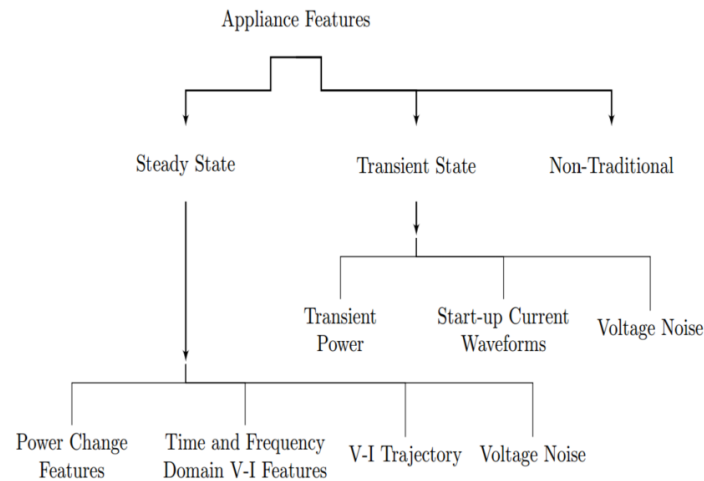 Appliance Features
Steady State
Transient State
Non-Traditional
Transient
Power
Start-up Current
Waveforms
Voltage Noise
Power Change
Features
Time and Frequency
Domain V-I Features
V-I Trajectory
Voltage Noise